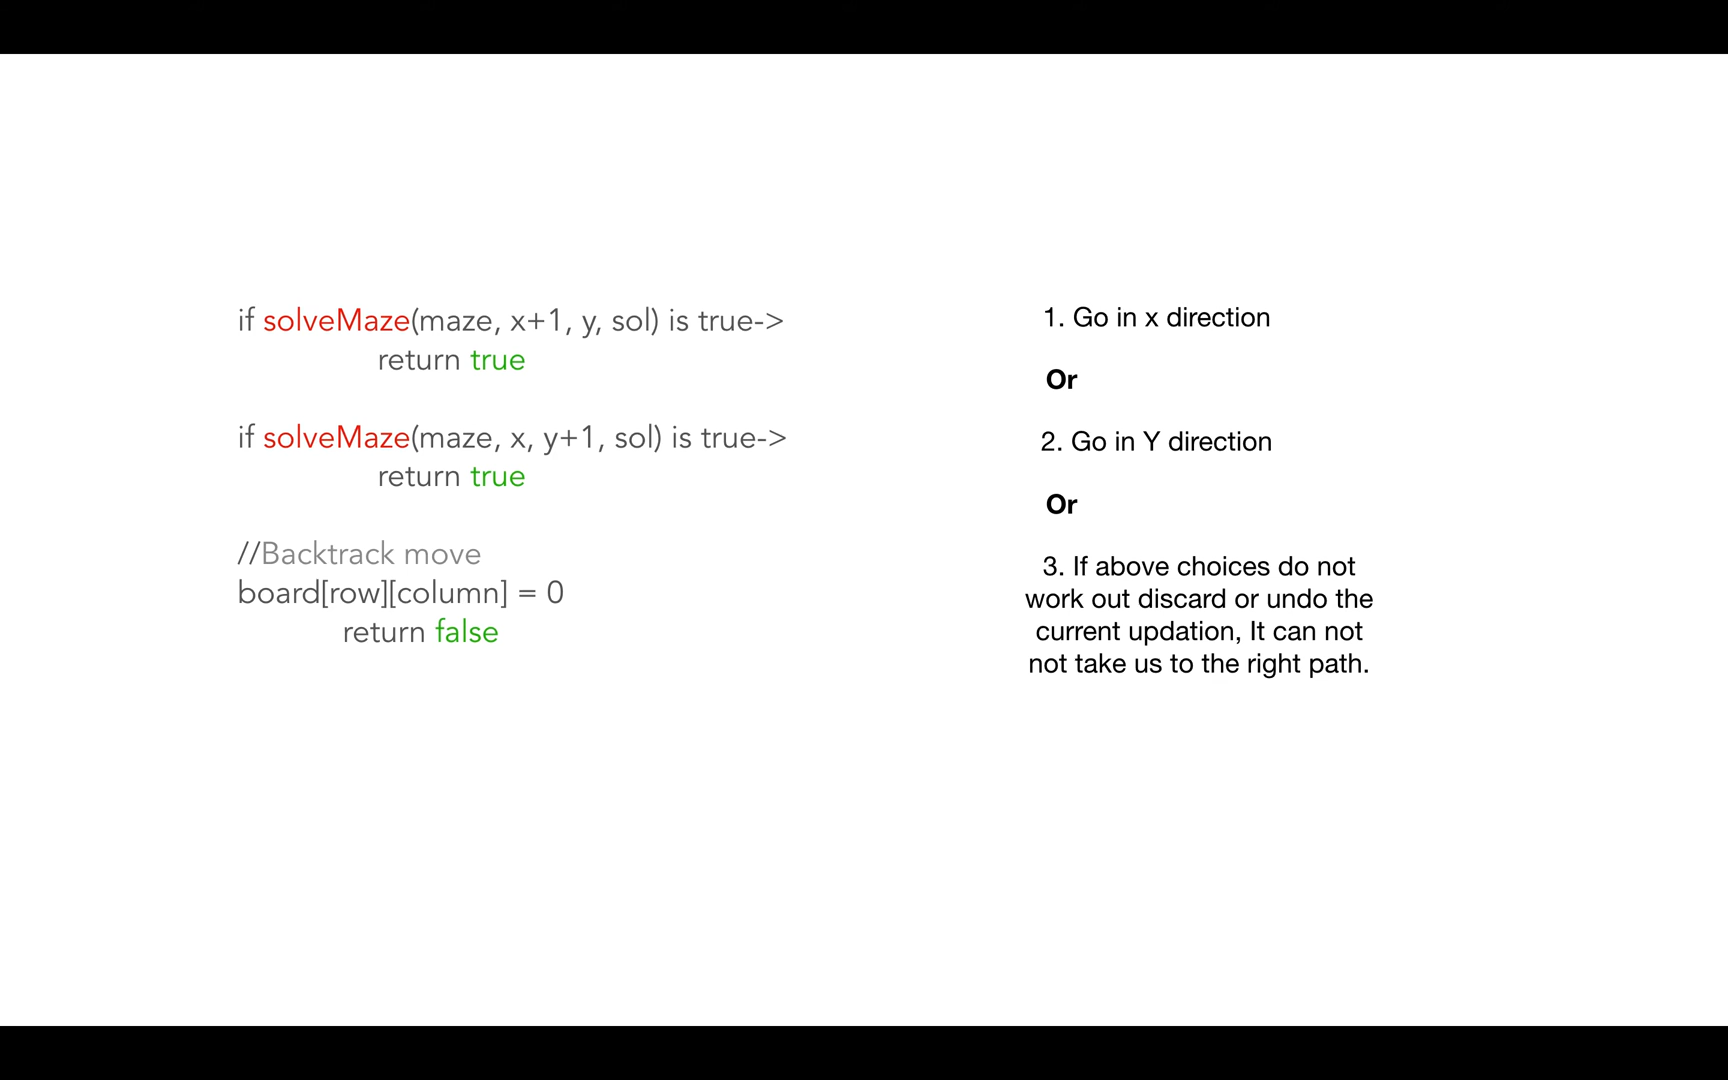 if solveMaze(maze, x+1, y, sol) is true->
return true
if solveMaze(maze, x, y+1, sol) is true->
return true
//Backtrack move
board[row][column] = 0
return false
1. Go in x direction
Or
2. Go in Y direction
Or
3. If above choices do not
work out discard or undo the
current updation, It can not
not take us to the right path.